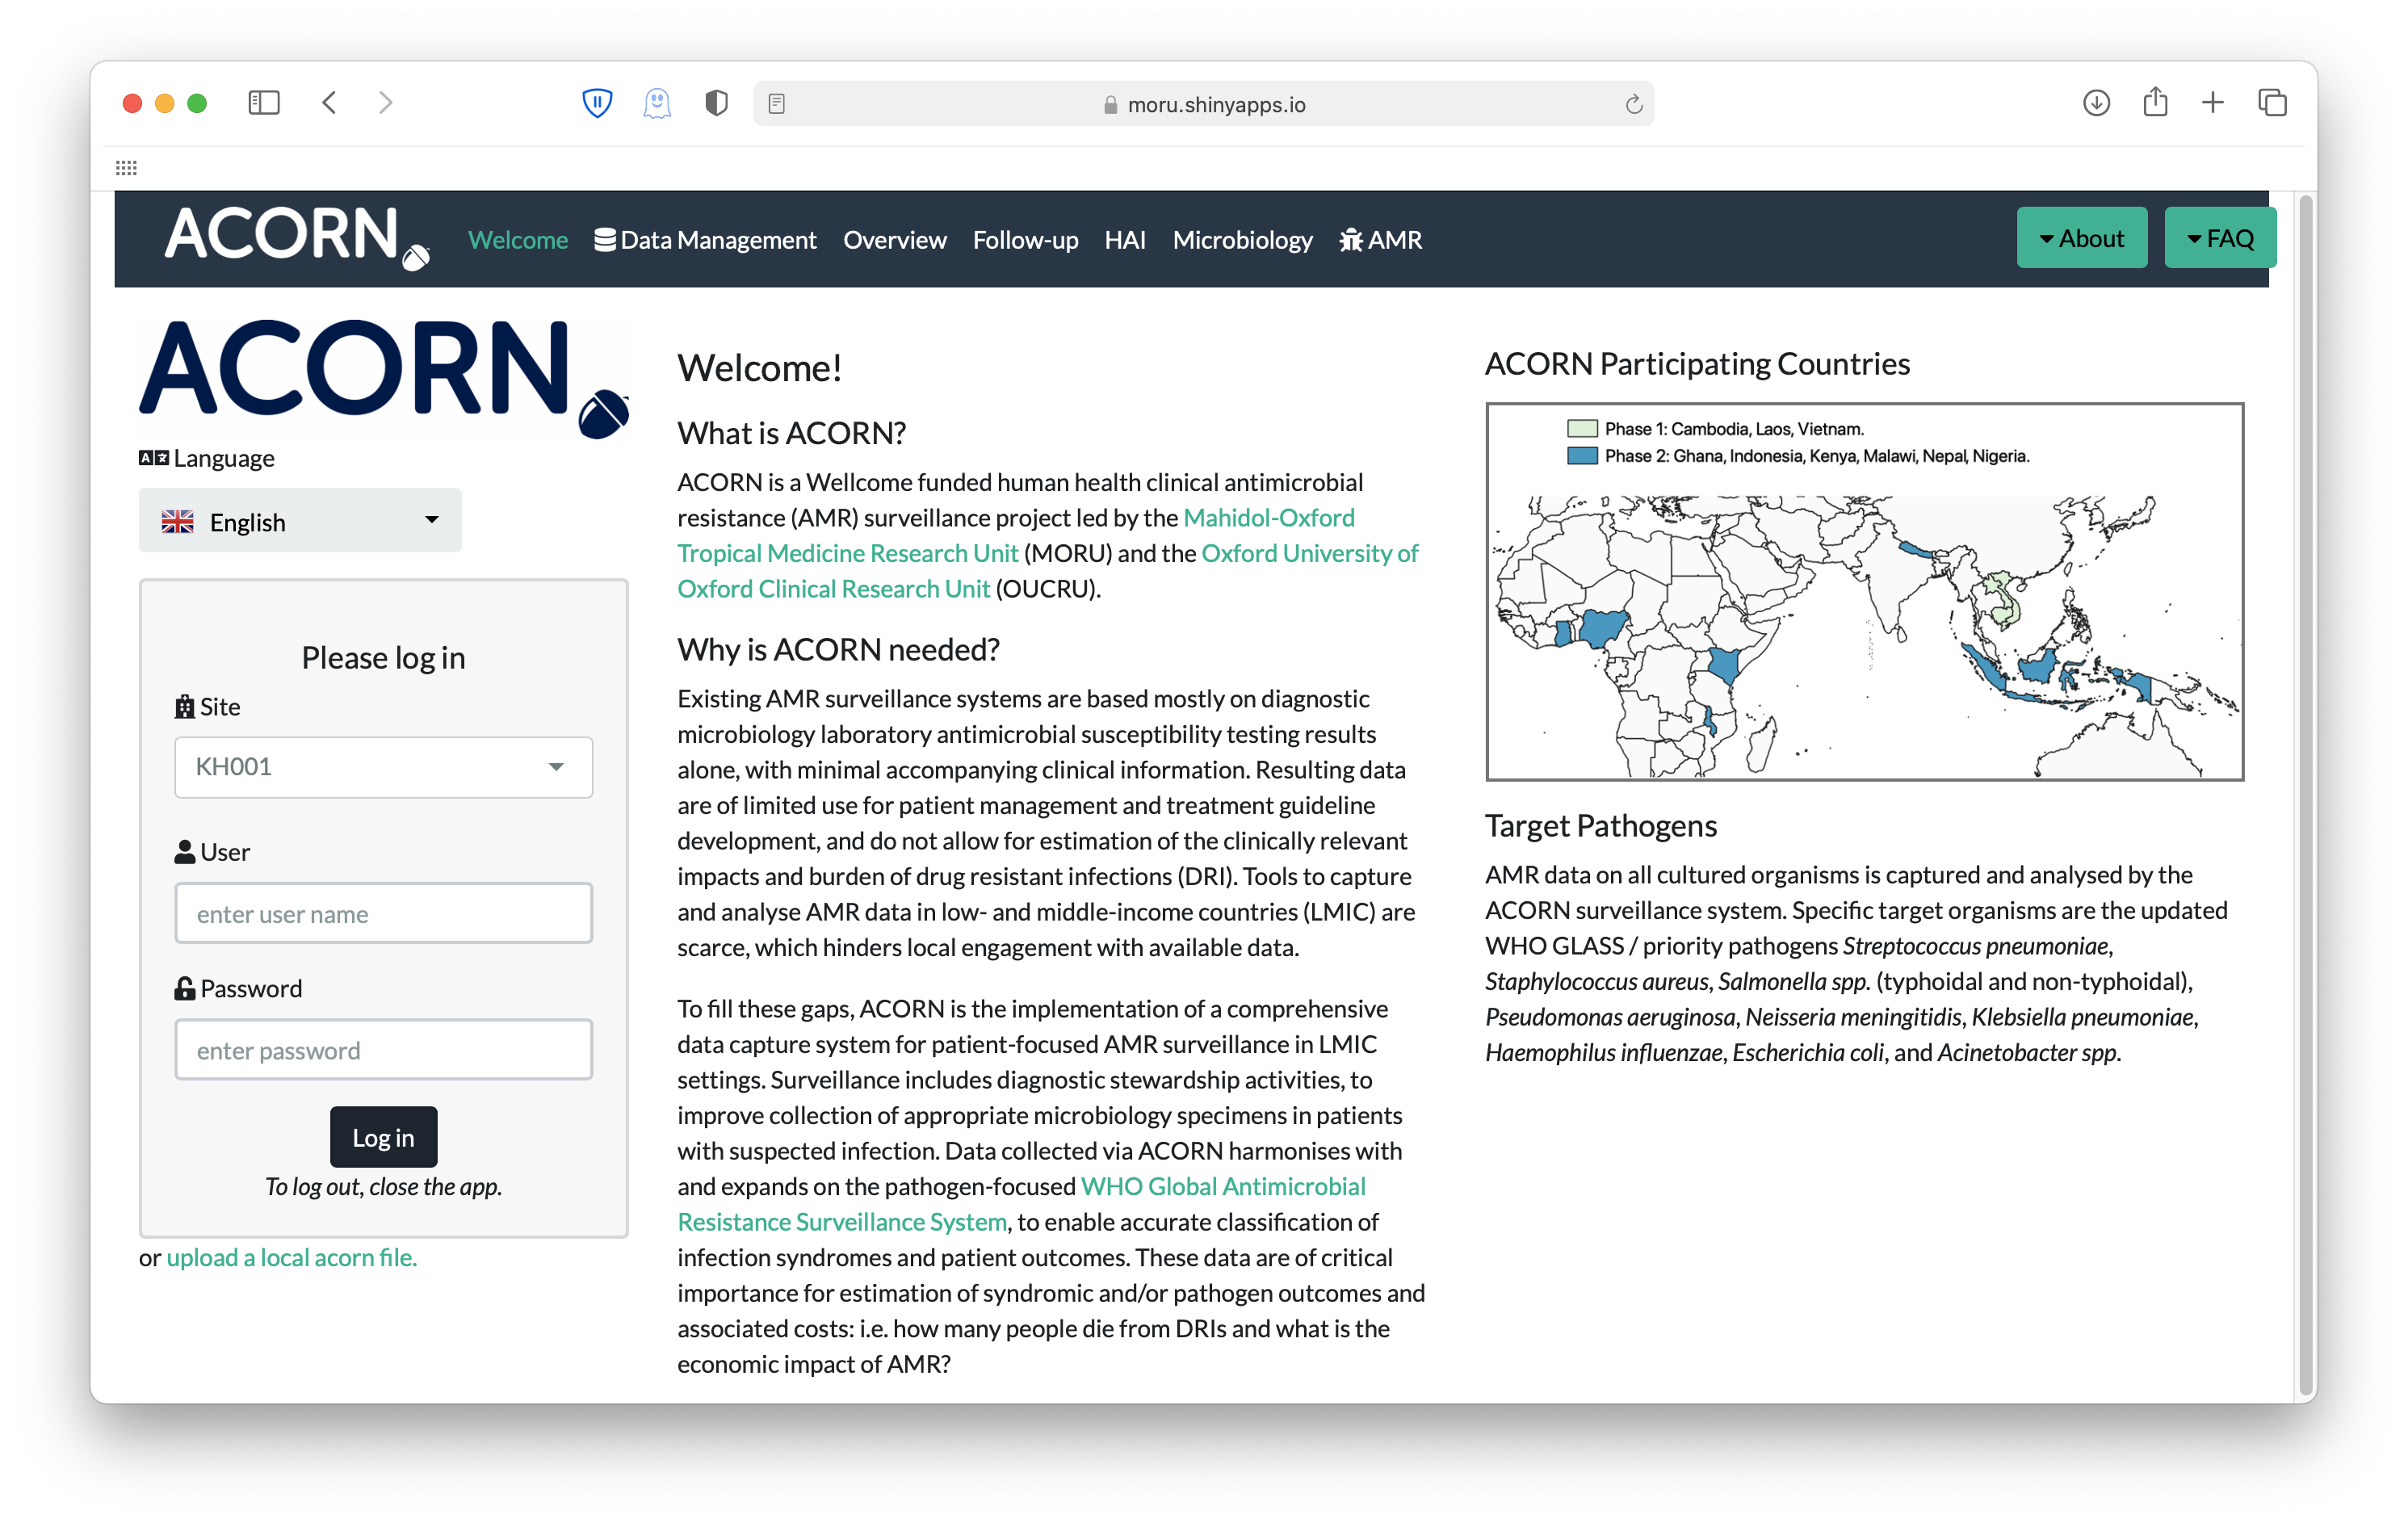 moru.shinyapps.io
ACORN
Welcome
Data Management
Overview
Follow-up
HAI
Microbiology
AMR
About
FAQ
ACORN
Language
English
Please log in
Site
KH001
User
enter user name
Password
enter password
Log in
To log out, close the app.
or upload a local acorn file.
Welcome!
What is ACORN?
ACORN is a Wellcome funded human health clinical antimicrobial
resistance (AMR) surveillance project led by the Mahidol-Oxford
Tropical Medicine Research Unit (MORU) and the Oxford University of
Oxford Clinical Research Unit (OUCRU).
Why is ACORN needed?
Existing AMR surveillance systems are based mostly on diagnostic
microbiology laboratory antimicrobial susceptibility testing results
alone, with minimal accompanying clinical information. Resulting data
are of limited use for patient management and treatment guideline
development, and do not allow for estimation of the clinically relevant
impacts and burden of drug resistant infections (DRI). Tools to capture
and analyse AMR data in low- and middle-income countries (LMIC) are
scarce, which hinders local engagement with available data.
To fill these gaps, ACORN is the implementation of a comprehensive
data capture system for patient-focused AMR surveillance in LMIC
settings. Surveillance includes diagnostic stewardship activities, to
improve collection of appropriate microbiology specimens in patients
with suspected infection. Data collected via ACORN harmonises with
and expands on the pathogen-focused WHO Global Antimicrobial
Resistance Surveillance System, to enable accurate classification of
infection syndromes and patient outcomes. These data are of critical
importance for estimation of syndromic and/or pathogen outcomes and
associated costs: i.e. how many people die from DRIs and what is the
economic impact of AMR?
ACORN Participating Countries
Phase 1: Cambodia, Laos, Vietnam.
Phase 2: Ghana, Indonesia, Kenya, Malawi, Nepal, Nigeria.
Target Pathogens
AMR data on all cultured organisms is captured and analysed by the
ACORN surveillance system. Specific target organisms are the updated
WHO GLASS / priority pathogens Streptococcus pneumoniae,
Staphylococcus aureus, Salmonella spp. (typhoidal and non-typhoidal),
Pseudomonas aeruginosa, Neisseria meningitidis, Klebsiella pneumoniae,
Haemophilus influenzae, Escherichia coli, and Acinetobacter spp.